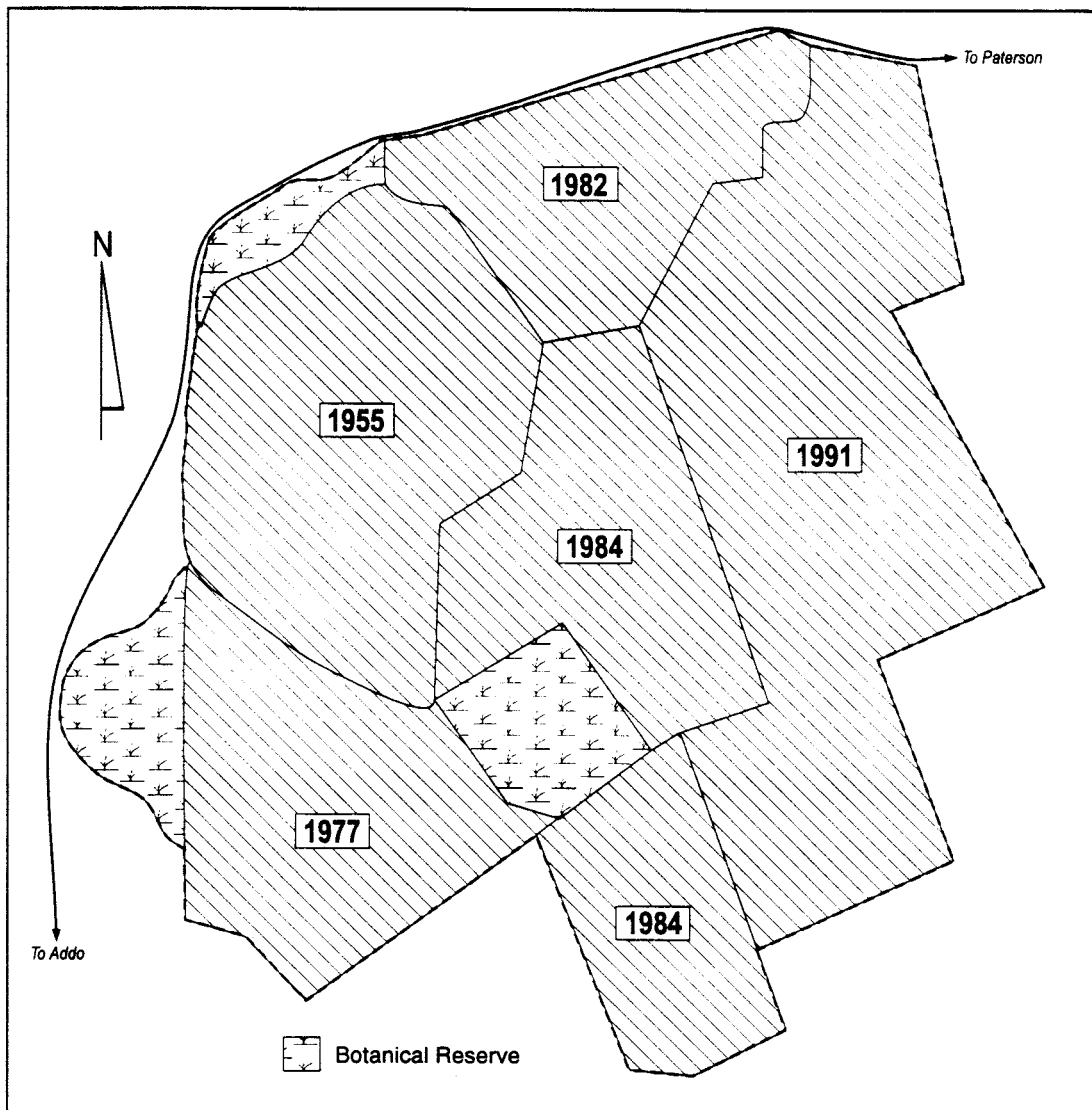 To Paterson
1982
N
1955
1991
1984
1977
1984
To Addo
Botanical Reserve